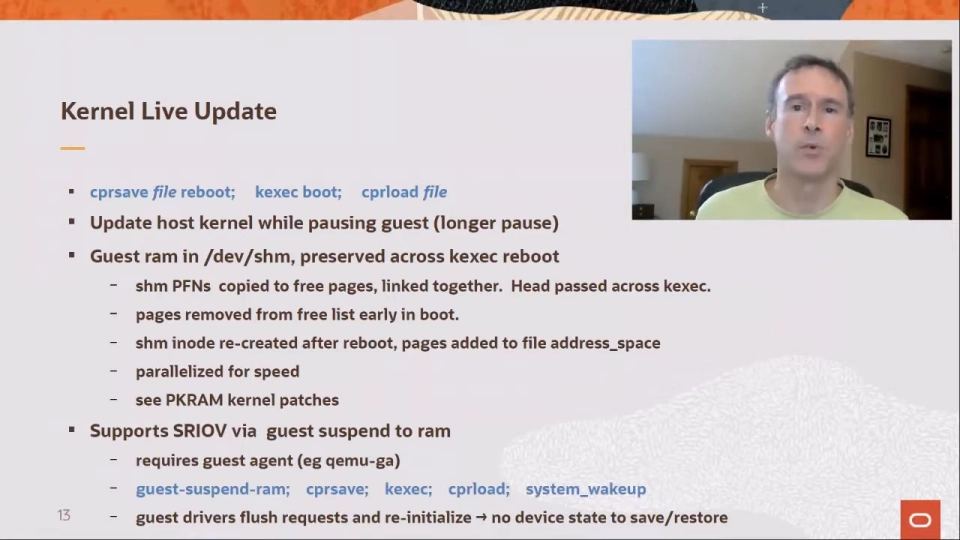 Kernel Live Update
▪ cprsave file reboot; kexec boot; cprload file
▪ Update host kernel while pausing guest (longer pause)
▪ Guest ram in /dev/shm, preserved across kexec reboot
– shm PFNs copied to free pages, linked together. Head passed across kexec.
– pages removed from free list early in boot.
– shm inode re-created after reboot, pages added to file address_space
– parallelized for speed
– see PKRAM kernel patches
▪ Supports SRIOV via guest suspend to ram
– requires guest agent (eg qemu-ga)
– guest-suspend-ram; cprsave; kexec; cprload; system_wakeup
– guest drivers flush requests and re-initialize → no device state to save/restore
13